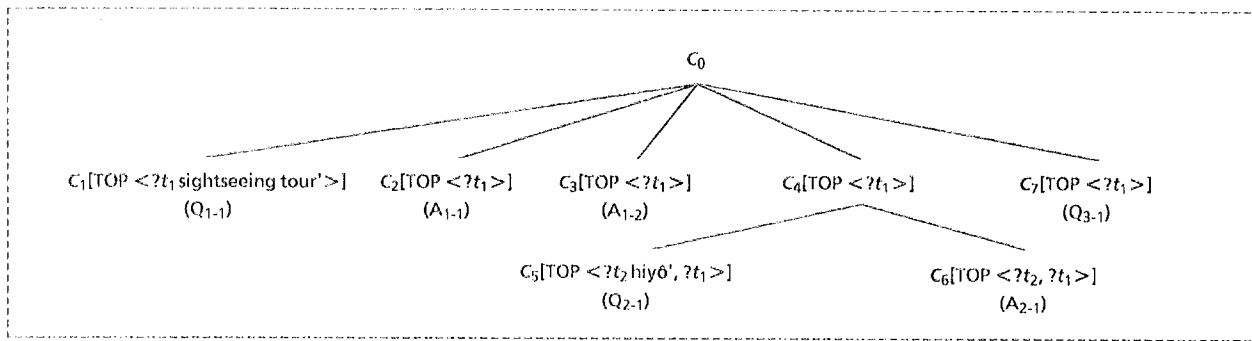 C₀
C₁[TOP <?t₁ sightseeing tour'>] C₂[TOP <?t₁>] C₃[TOP <?t₁>] C₄[TOP <?t₁>] C₇[TOP <?t₁>]
(Q₁₋₁) (A₁₋₁) (A₁₋₂) (Q₃₋₁)
C₅[TOP <?t₂ hiyô', ?t₁>] C₆[TOP <?t₂, ?t₁>]
(Q₂₋₁) (A₂₋₁)